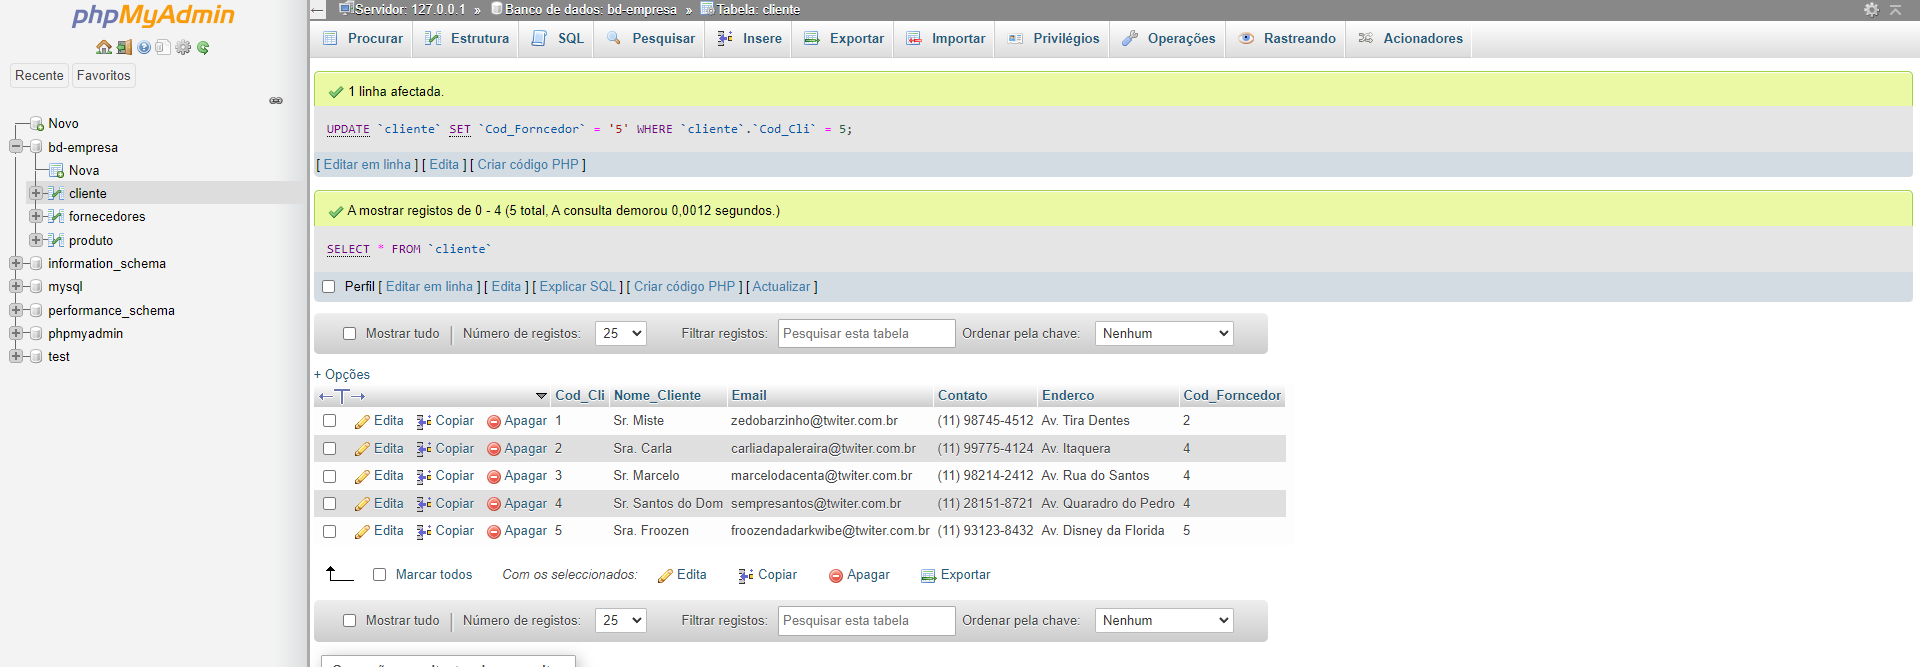 phpMyAdmin
Recente Favoritos
Novo
bd-empresa
Nova
cliente
fornecedores
produto
information_schema
mysql
performance_schema
phpmyadmin
test
Servidor: 127.0.0.1 » Banco de dados: bd-empresa » Tabela: cliente
Procurar Estrutura SQL Pesquisar Insere Exportar Importar Privilégios Operações Rastreando Acionadores
1 linha afectada.
UPDATE `cliente` SET `Cod_Forncedor` = '5' WHERE `cliente`.`Cod_Cli` = 5;
[ Editar em linha ] [ Edita ] [ Criar código PHP ]
A mostrar registos de 0 - 4 (5 total, A consulta demorou 0,0012 segundos.)
SELECT * FROM `cliente`
Perfil [ Editar em linha ] [ Edita ] [ Explicar SQL ] [ Criar código PHP ] [ Actualizar ]
Mostrar tudo Número de registos: 25 Filtrar registos: Pesquisar esta tabela Ordenar pela chave: Nenhum
+ Opções
←T→ Cod_Cli Nome_Cliente Email Contato Enderco Cod_Forncedor
Edita Copiar Apagar 1 Sr. Miste zedobarzinho@twiter.com.br (11) 98745-4512 Av. Tira Dentes 2
Edita Copiar Apagar 2 Sra. Carla carliadapaleraira@twiter.com.br (11) 99775-4124 Av. Itaquera 4
Edita Copiar Apagar 3 Sr. Marcelo marcelodacenta@twiter.com.br (11) 98214-2412 Av. Rua do Santos 4
Edita Copiar Apagar 4 Sr. Santos do Dom sempresantos@twiter.com.br (11) 28151-8721 Av. Quaradro do Pedro 4
Edita Copiar Apagar 5 Sra. Froozen froozendadarkwibe@twiter.com.br (11) 93123-8432 Av. Disney da Florida 5
Marcar todos Com os seleccionados: Edita Copiar Apagar Exportar
Mostrar tudo Número de registos: 25 Filtrar registos: Pesquisar esta tabela Ordenar pela chave: Nenhum